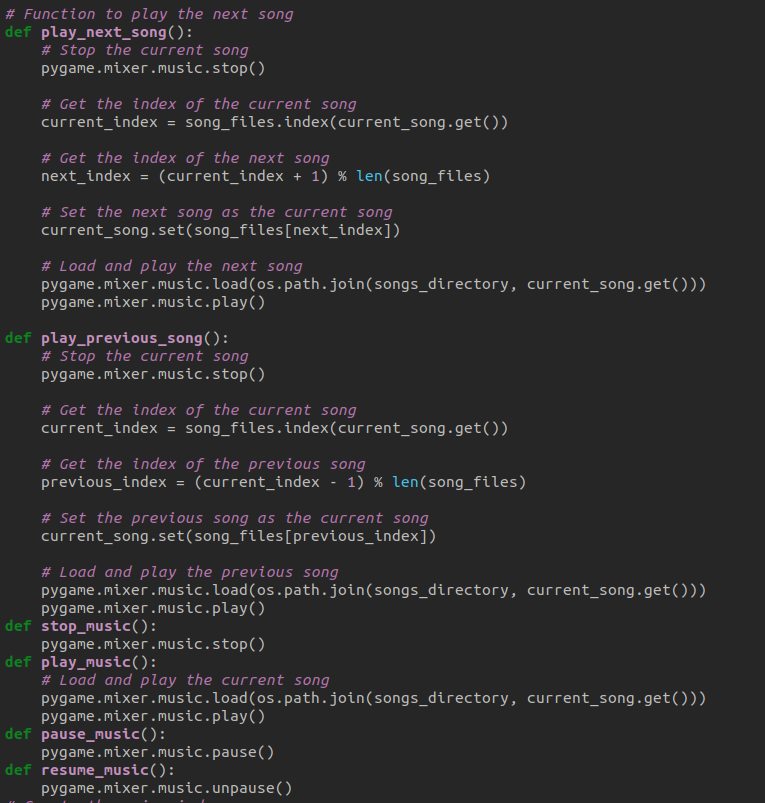 # Function to play the next song
def play_next_song():
    # Stop the current song
    pygame.mixer.music.stop()

    # Get the index of the current song
    current_index = song_files.index(current_song.get())

    # Get the index of the next song
    next_index = (current_index + 1) % len(song_files)

    # Set the next song as the current song
    current_song.set(song_files[next_index])

    # Load and play the next song
    pygame.mixer.music.load(os.path.join(songs_directory, current_song.get()))
    pygame.mixer.music.play()

def play_previous_song():
    # Stop the current song
    pygame.mixer.music.stop()

    # Get the index of the current song
    current_index = song_files.index(current_song.get())

    # Get the index of the previous song
    previous_index = (current_index - 1) % len(song_files)

    # Set the previous song as the current song
    current_song.set(song_files[previous_index])

    # Load and play the previous song
    pygame.mixer.music.load(os.path.join(songs_directory, current_song.get()))
    pygame.mixer.music.play()
def stop_music():
    pygame.mixer.music.stop()
def play_music():
    # Load and play the current song
    pygame.mixer.music.load(os.path.join(songs_directory, current_song.get()))
    pygame.mixer.music.play()
def pause_music():
    pygame.mixer.music.pause()
def resume_music():
    pygame.mixer.music.unpause()